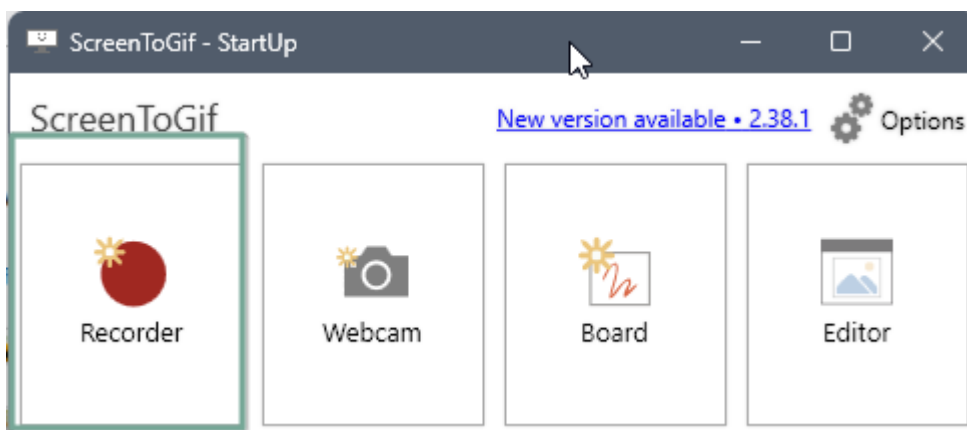 ScreenToGif - StartUp
ScreenToGif
New version available • 2.38.1
Options
Recorder
Webcam
Board
Editor